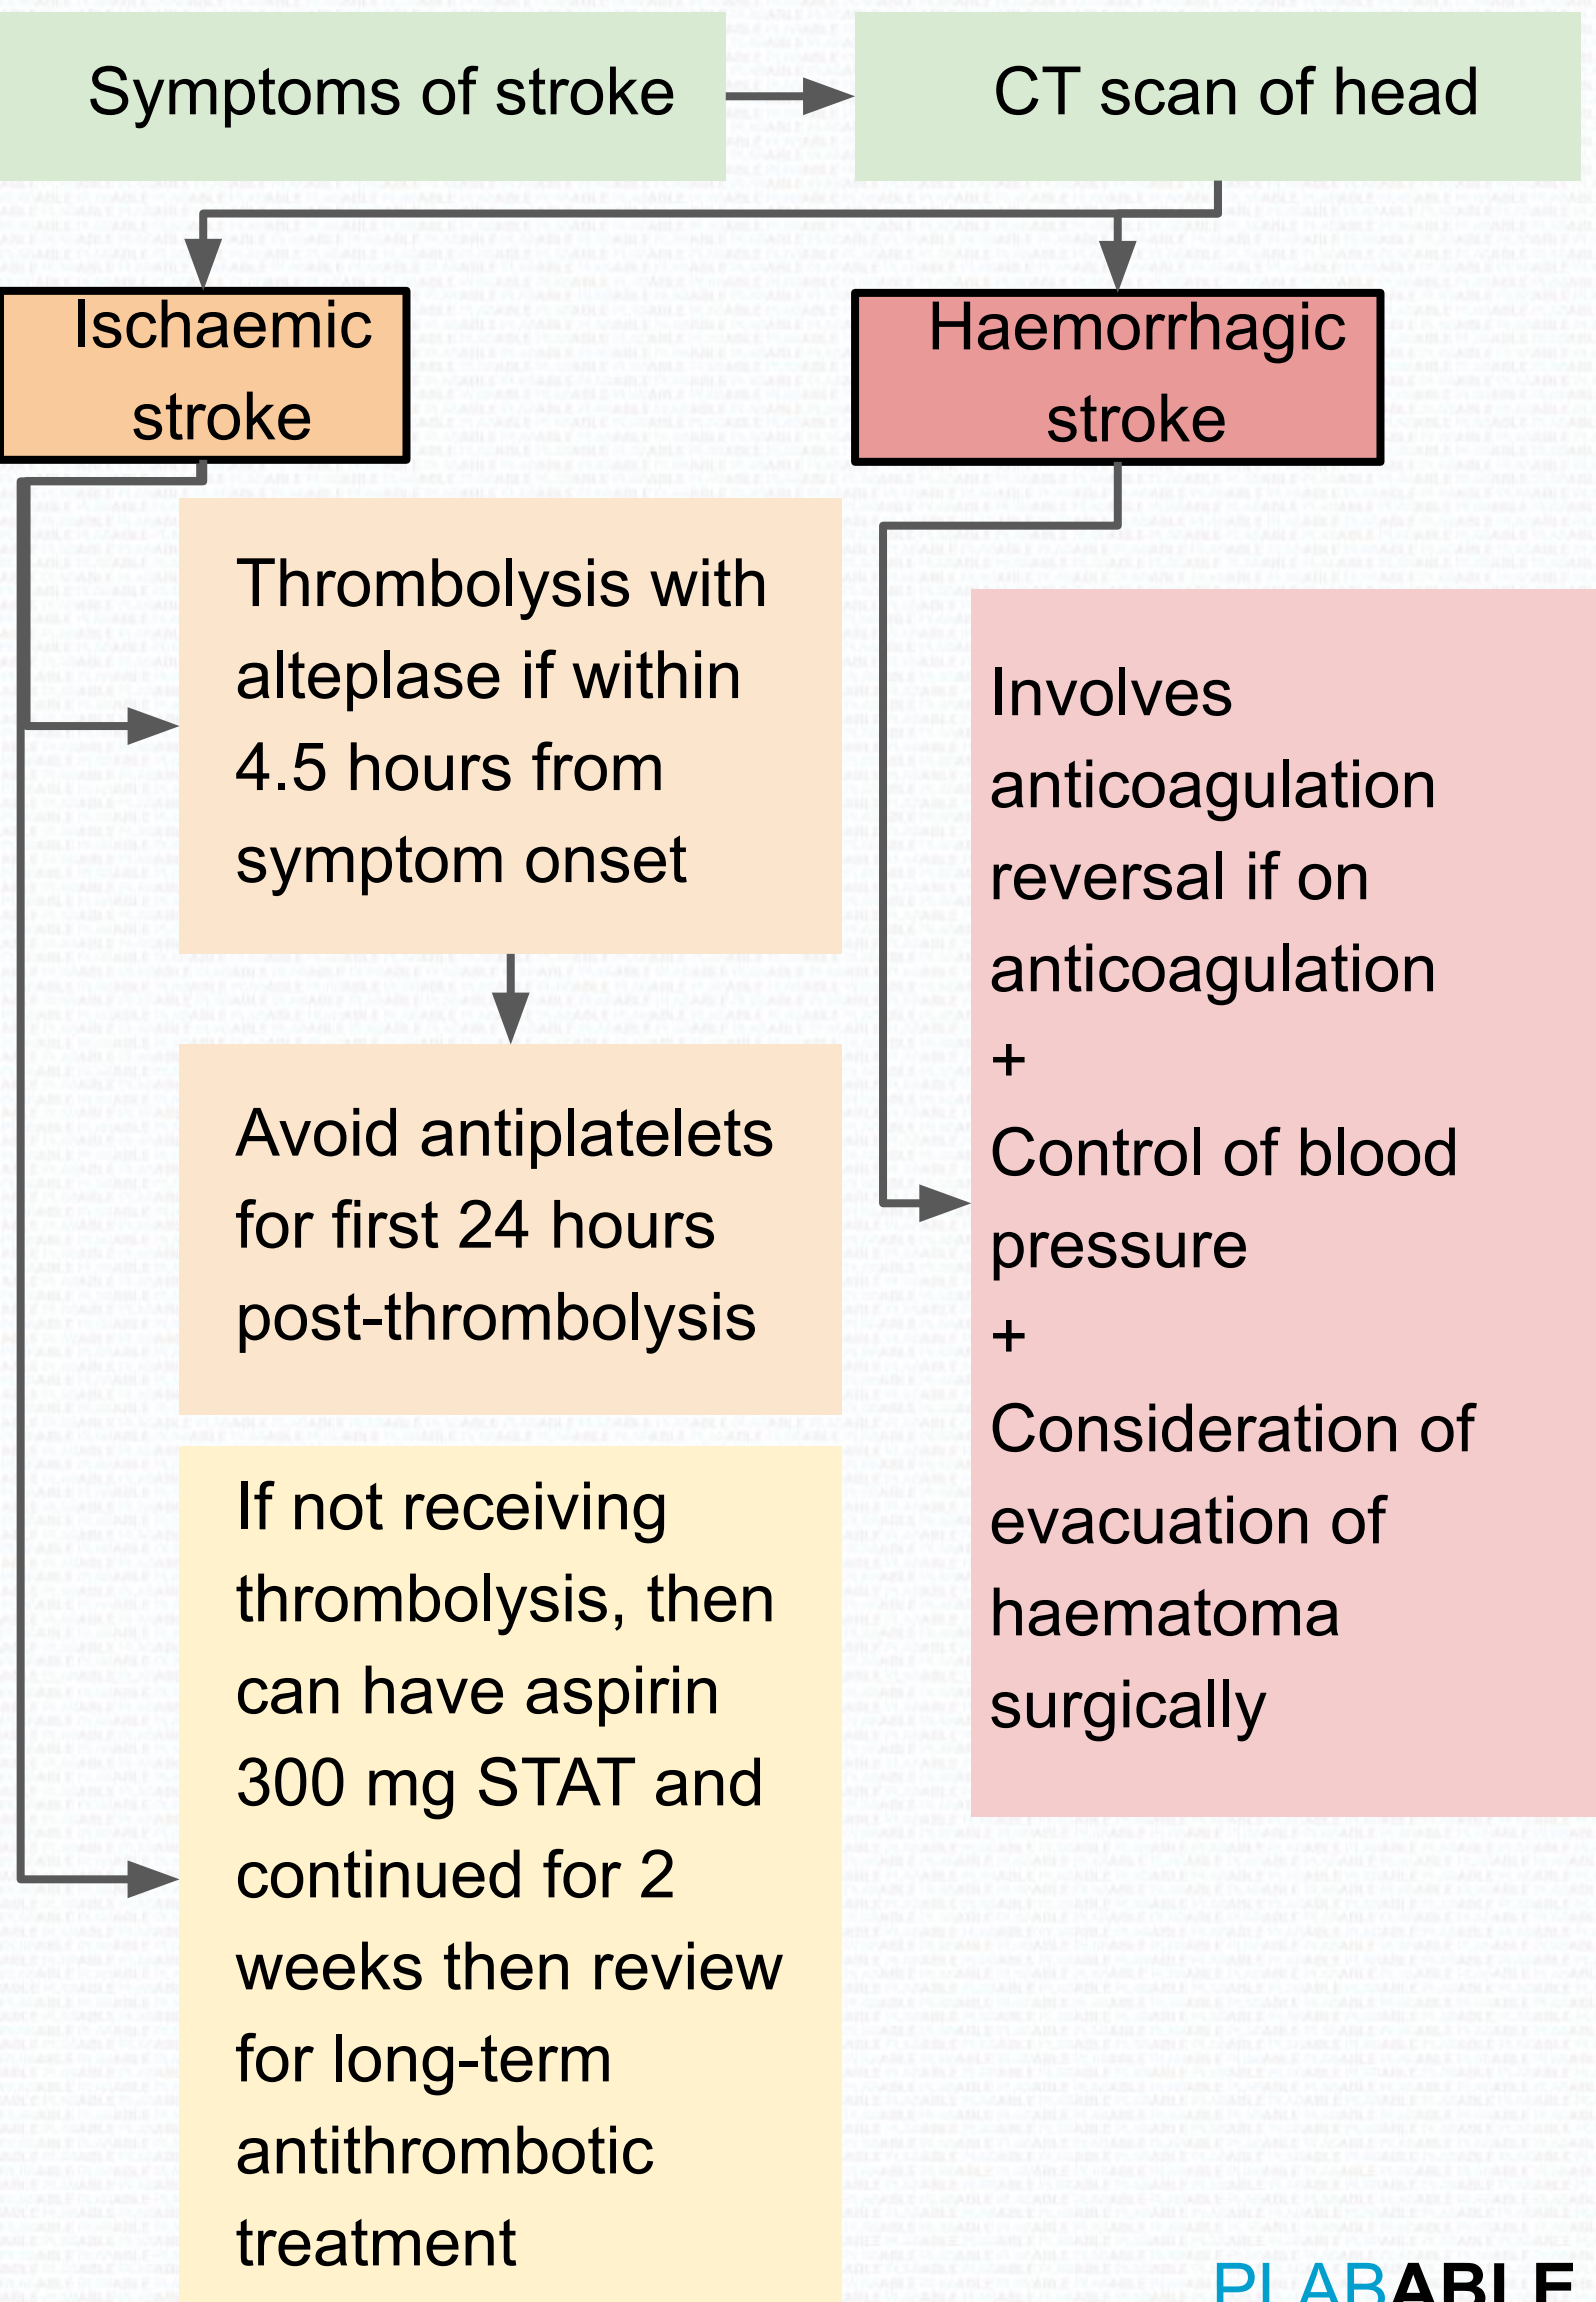 Symptoms of stroke
CT scan of head
Ischaemic
stroke
Haemorrhagic
stroke
Thrombolysis with
alteplase if within
4.5 hours from
symptom onset
Avoid antiplatelets
for first 24 hours
post-thrombolysis
If not receiving
thrombolysis, then
can have aspirin
300 mg STAT and
continued for 2
weeks then review
for long-term
antithrombotic
treatment
Involves
anticoagulation
reversal if on
anticoagulation
+
Control of blood
pressure
+
Consideration of
evacuation of
haematoma
surgically
PLABABLE